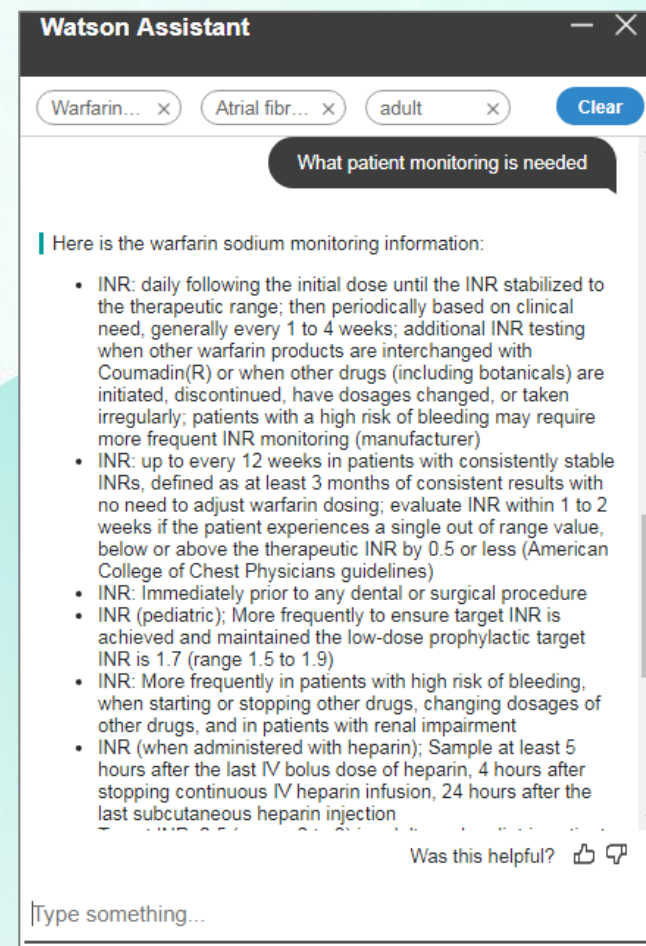 Watson Assistant
Warfarin... Atrial fibr... adult Clear
What patient monitoring is needed
Here is the warfarin sodium monitoring information:
• INR: daily following the initial dose until the INR stabilized to
the therapeutic range; then periodically based on clinical
need, generally every 1 to 4 weeks; additional INR testing
when other warfarin products are interchanged with
Coumadin(R) or when other drugs (including botanicals) are
initiated, discontinued, have dosages changed, or taken
irregularly; patients with a high risk of bleeding may require
more frequent INR monitoring (manufacturer)
• INR: up to every 12 weeks in patients with consistently stable
INRs, defined as at least 3 months of consistent results with
no need to adjust warfarin dosing; evaluate INR within 1 to 2
weeks if the patient experiences a single out of range value,
below or above the therapeutic INR by 0.5 or less (American
College of Chest Physicians guidelines)
• INR: Immediately prior to any dental or surgical procedure
• INR (pediatric); More frequently to ensure target INR is
achieved and maintained the low-dose prophylactic target
INR is 1.7 (range 1.5 to 1.9)
• INR: More frequently in patients with high risk of bleeding,
when starting or stopping other drugs, changing dosages of
other drugs, and in patients with renal impairment
• INR (when administered with heparin); Sample at least 5
hours after the last IV bolus dose of heparin, 4 hours after
stopping continuous IV heparin infusion, 24 hours after the
last subcutaneous heparin injection
Was this helpful?
Type something...